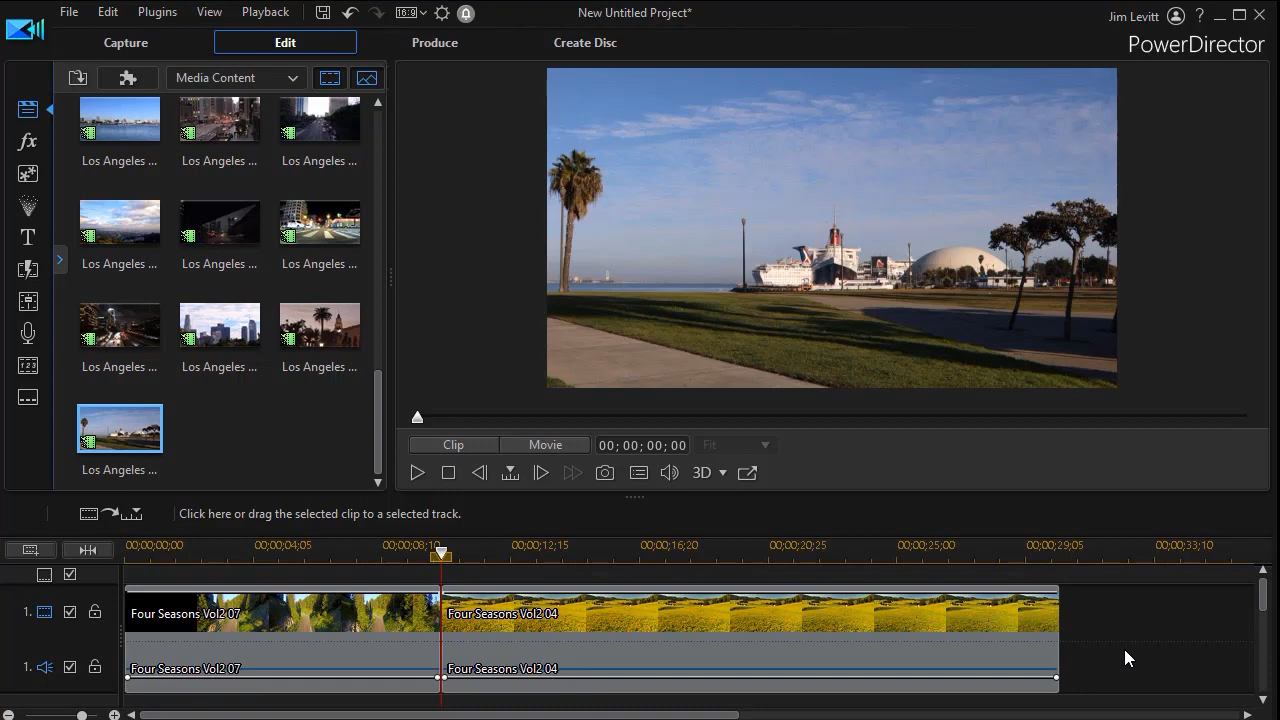 File Edit Plugins View Playback 16:9 New Untitled Project* Jim Levitt ?
Capture Edit Produce Create Disc PowerDirector
Media Content
Los Angeles ... Los Angeles ... Los Angeles ...
Los Angeles ... Los Angeles ... Los Angeles ...
Los Angeles ... Los Angeles ... Los Angeles ...
Los Angeles ...
Clip Movie 00; 00; 00; 00 Fit
3D
Click here or drag the selected clip to a selected track.
00;00;00;00 00;00;04;05 00;00;08;10 00;00;12;15 00;00;16;20 00;00;20;25 00;00;25;00 00;00;29;05 00;00;33;10
1. Four Seasons Vol2 07 Four Seasons Vol2 04
1. Four Seasons Vol2 07 Four Seasons Vol2 04